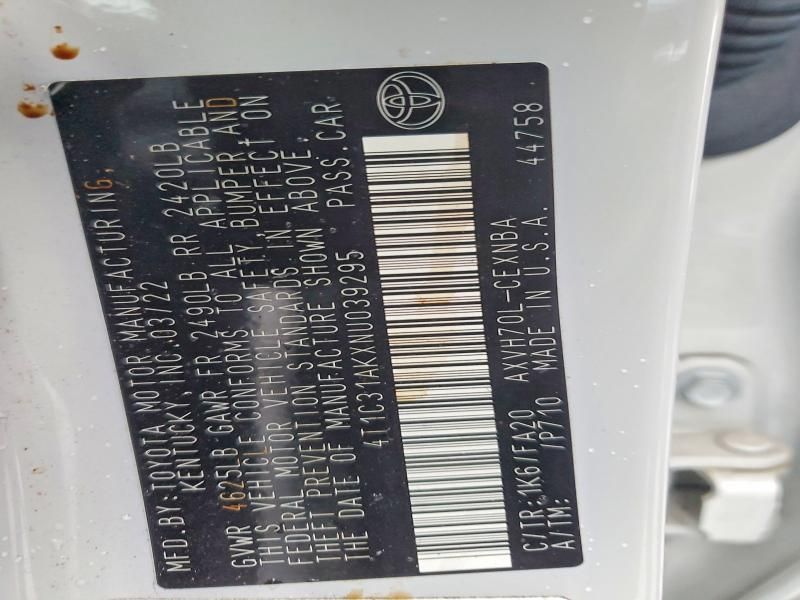 MFD.BY:TOYOTA MOTOR MANUFACTURING,
KENTUCKY, INC.03/22
GVWR 4625LB GAWR FR 2490LB RR 2420LB
THIS VEHICLE CONFORMS TO ALL APPLICABLE
FEDERAL MOTOR VEHICLE SAFETY, BUMPER, AND
THEFT PREVENTION STANDARDS IN EFFECT ON
THE DATE OF MANUFACTURE SHOWN ABOVE.
4T1C31AKXNU039295 PASS.CAR
C/TR:1K6/FA20 AXVH70L-CEXNBA
A/TM: /P710 MADE IN U.S.A. 44758